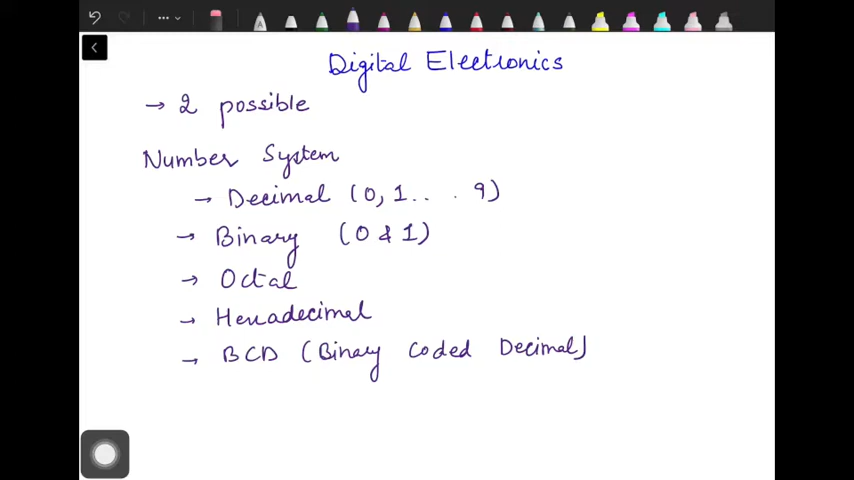 Digital Electronics
→ 2 possible
Number System
→ Decimal (0, 1.. . 9)
→ Binary (0 & 1)
→ Octal
→ Hexadecimal
→ BCD (Binary Coded Decimal)